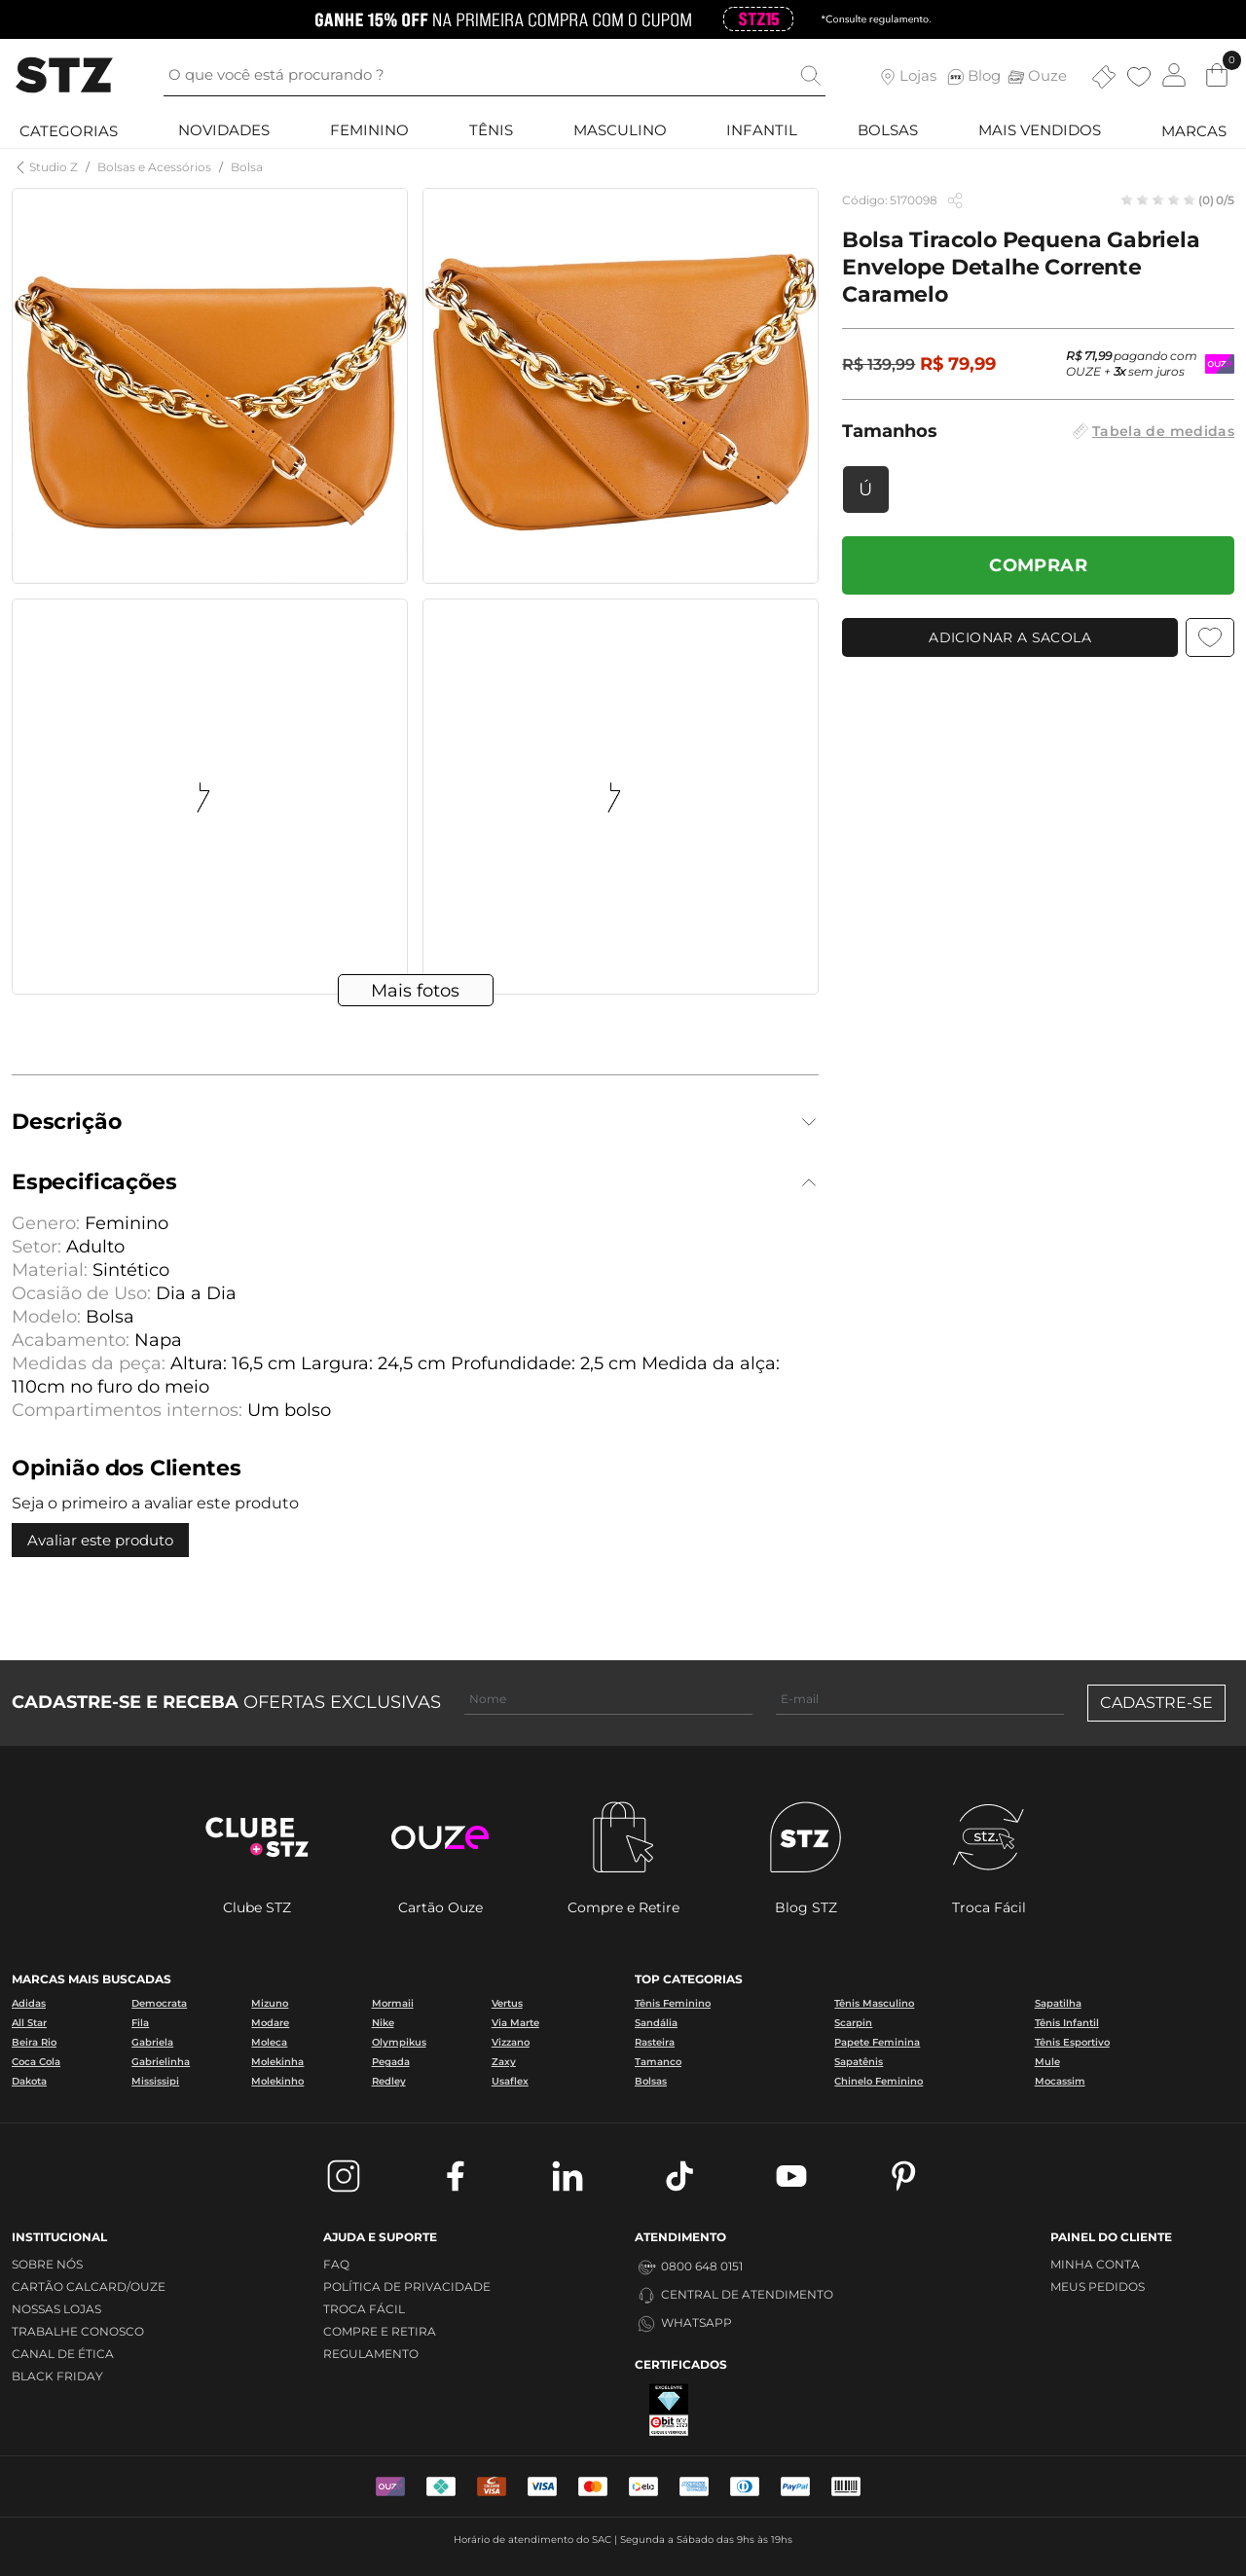 GANHE 15% OFF NA PRIMEIRA COMPRA COM O CUPOM STZ15 *Consulte regulamento.
STZ
O que você está procurando ?
Lojas Blog Ouze
0
CATEGORIAS NOVIDADES FEMININO TÊNIS MASCULINO INFANTIL BOLSAS MAIS VENDIDOS MARCAS
Studio Z / Bolsas e Acessórios / Bolsa
Código: 5170098
(0) 0/5
Bolsa Tiracolo Pequena Gabriela
Envelope Detalhe Corrente
Caramelo
R$ 139,99 R$ 79,99
R$ 71,99 pagando com
OUZE + 3x sem juros
Tamanhos
Tabela de medidas
Ú
COMPRAR
ADICIONAR A SACOLA
Mais fotos
Descrição
Especificações
Genero: Feminino
Setor: Adulto
Material: Sintético
Ocasião de Uso: Dia a Dia
Modelo: Bolsa
Acabamento: Napa
Medidas da peça: Altura: 16,5 cm Largura: 24,5 cm Profundidade: 2,5 cm Medida da alça:
110cm no furo do meio
Compartimentos internos: Um bolso
Opinião dos Clientes
Seja o primeiro a avaliar este produto
Avaliar este produto
CADASTRE-SE E RECEBA OFERTAS EXCLUSIVAS
Nome
E-mail
CADASTRE-SE
CLUBE
+STZ
ouze
STZ
stz.
Clube STZ Cartão Ouze Compre e Retire Blog STZ Troca Fácil
MARCAS MAIS BUSCADAS
Adidas Democrata Mizuno Mormaii Vertus
All Star Fila Modare Nike Via Marte
Beira Rio Gabriela Moleca Olympikus Vizzano
Coca Cola Gabrielinha Molekinha Pegada Zaxy
Dakota Mississipi Molekinho Redley Usaflex
TOP CATEGORIAS
Tênis Feminino Tênis Masculino Sapatilha
Sandália Scarpin Tênis Infantil
Rasteira Papete Feminina Tênis Esportivo
Tamanco Sapatênis Mule
Bolsas Chinelo Feminino Mocassim
INSTITUCIONAL
SOBRE NÓS
CARTÃO CALCARD/OUZE
NOSSAS LOJAS
TRABALHE CONOSCO
CANAL DE ÉTICA
BLACK FRIDAY
AJUDA E SUPORTE
FAQ
POLÍTICA DE PRIVACIDADE
TROCA FÁCIL
COMPRE E RETIRA
REGULAMENTO
ATENDIMENTO
0800 648 0151
CENTRAL DE ATENDIMENTO
WHATSAPP
CERTIFICADOS
EXCELENTE
ebit
PAINEL DO CLIENTE
MINHA CONTA
MEUS PEDIDOS
VISA elo PayPal
Horário de atendimento do SAC | Segunda a Sábado das 9hs às 19hs